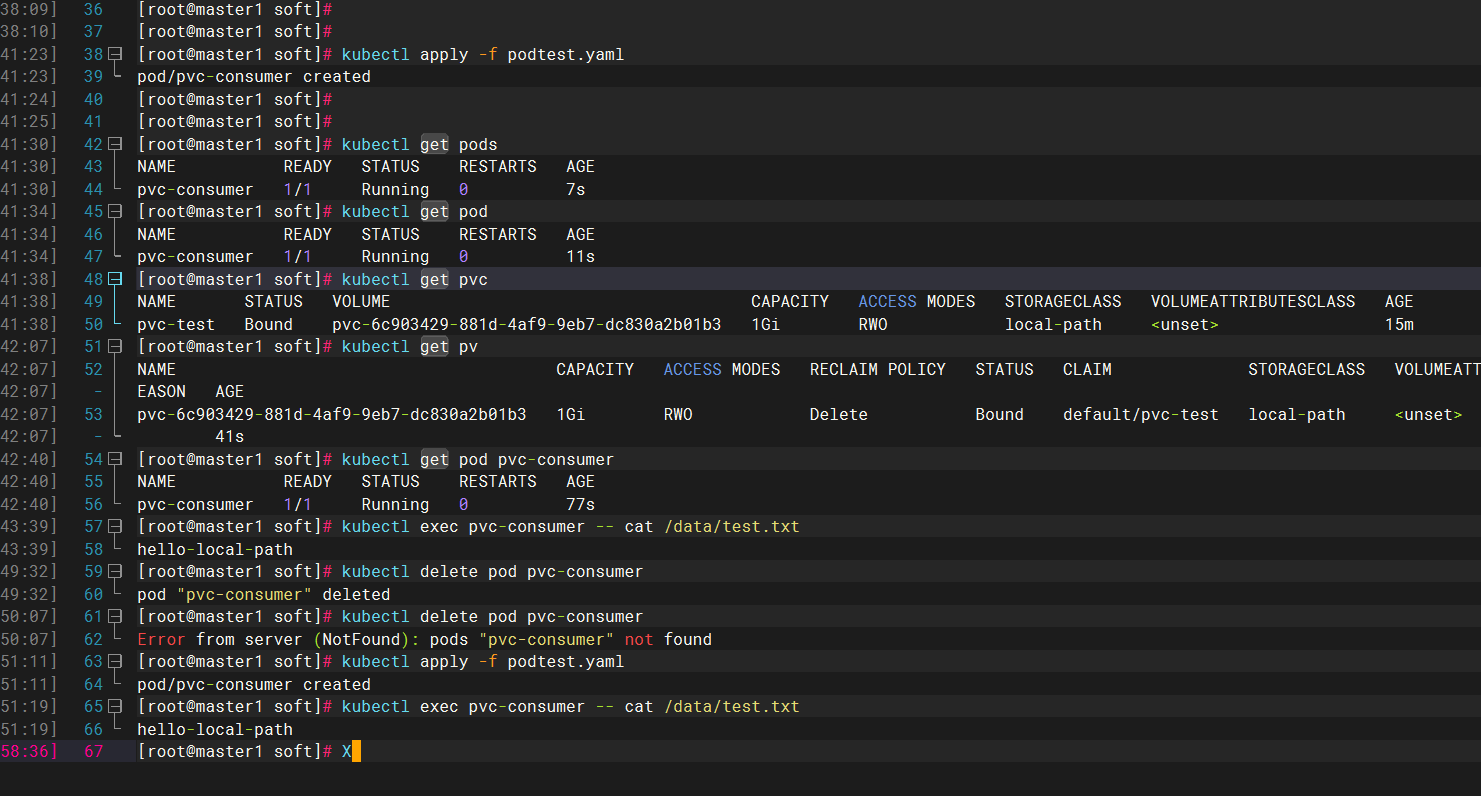 38:09] 36 [root@master1 soft]#
38:10] 37 [root@master1 soft]#
41:23] 38 [root@master1 soft]# kubectl apply -f podtest.yaml
41:23] 39 pod/pvc-consumer created
41:24] 40 [root@master1 soft]#
41:25] 41 [root@master1 soft]#
41:30] 42 [root@master1 soft]# kubectl get pods
41:30] 43 NAME READY STATUS RESTARTS AGE
41:30] 44 pvc-consumer 1/1 Running 0 7s
41:34] 45 [root@master1 soft]# kubectl get pod
41:34] 46 NAME READY STATUS RESTARTS AGE
41:34] 47 pvc-consumer 1/1 Running 0 11s
41:38] 48 [root@master1 soft]# kubectl get pvc
41:38] 49 NAME STATUS VOLUME CAPACITY ACCESS MODES STORAGECLASS VOLUMEATTRIBUTESCLASS AGE
41:38] 50 pvc-test Bound pvc-6c903429-881d-4af9-9eb7-dc830a2b01b3 1Gi RWO local-path <unset> 15m
42:07] 51 [root@master1 soft]# kubectl get pv
42:07] 52 NAME CAPACITY ACCESS MODES RECLAIM POLICY STATUS CLAIM STORAGECLASS VOLUMEATT
42:07] - EASON AGE
42:07] 53 pvc-6c903429-881d-4af9-9eb7-dc830a2b01b3 1Gi RWO Delete Bound default/pvc-test local-path <unset>
42:07] - 41s
42:40] 54 [root@master1 soft]# kubectl get pod pvc-consumer
42:40] 55 NAME READY STATUS RESTARTS AGE
42:40] 56 pvc-consumer 1/1 Running 0 77s
43:39] 57 [root@master1 soft]# kubectl exec pvc-consumer -- cat /data/test.txt
43:39] 58 hello-local-path
49:32] 59 [root@master1 soft]# kubectl delete pod pvc-consumer
49:32] 60 pod "pvc-consumer" deleted
50:07] 61 [root@master1 soft]# kubectl delete pod pvc-consumer
50:07] 62 Error from server (NotFound): pods "pvc-consumer" not found
51:11] 63 [root@master1 soft]# kubectl apply -f podtest.yaml
51:11] 64 pod/pvc-consumer created
51:19] 65 [root@master1 soft]# kubectl exec pvc-consumer -- cat /data/test.txt
51:19] 66 hello-local-path
58:36] 67 [root@master1 soft]# X